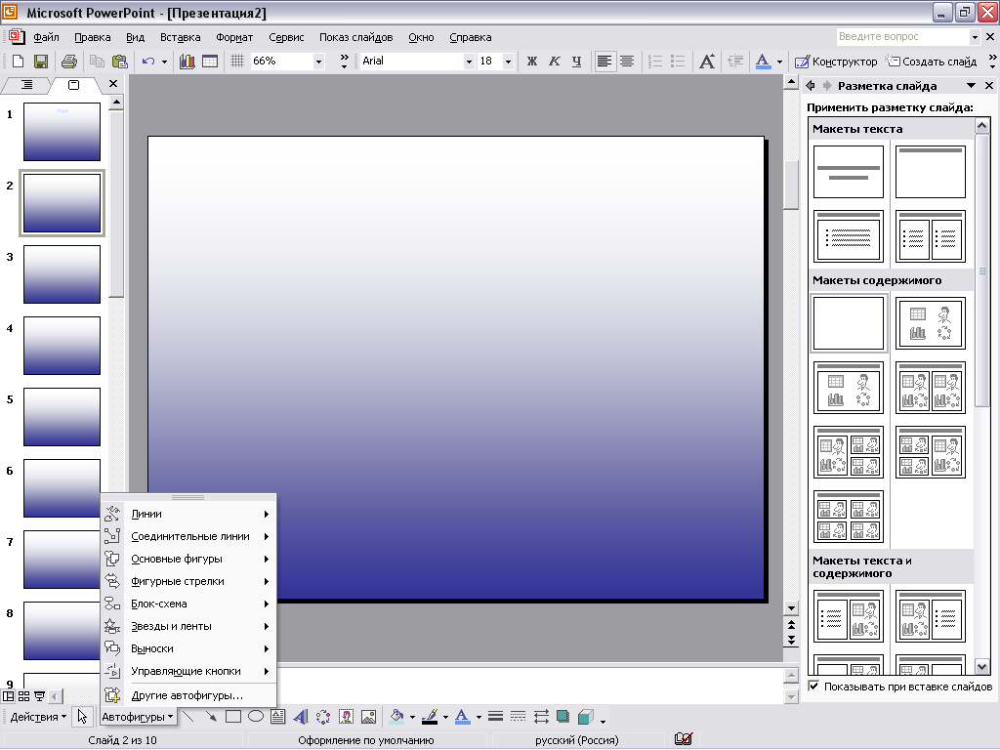 Microsoft PowerPoint - [Презентация2]
Файл Правка Вид Вставка Формат Сервис Показ слайдов Окно Справка Введите вопрос
66% Arial 18 Ж К Ч A A Конструктор Создать слайд
Разметка слайда
Применить разметку слайда:
Макеты текста
Макеты содержимого
Макеты текста и
содержимого
Показывать при вставке слайдов
1
2
3
4
5
6
7
8
9
Линии
Соединительные линии
Основные фигуры
Фигурные стрелки
Блок-схема
Звезды и ленты
Выноски
Управляющие кнопки
Другие автофигуры...
Действия Автофигуры A A
Слайд 2 из 10 Оформление по умолчанию русский (Россия)